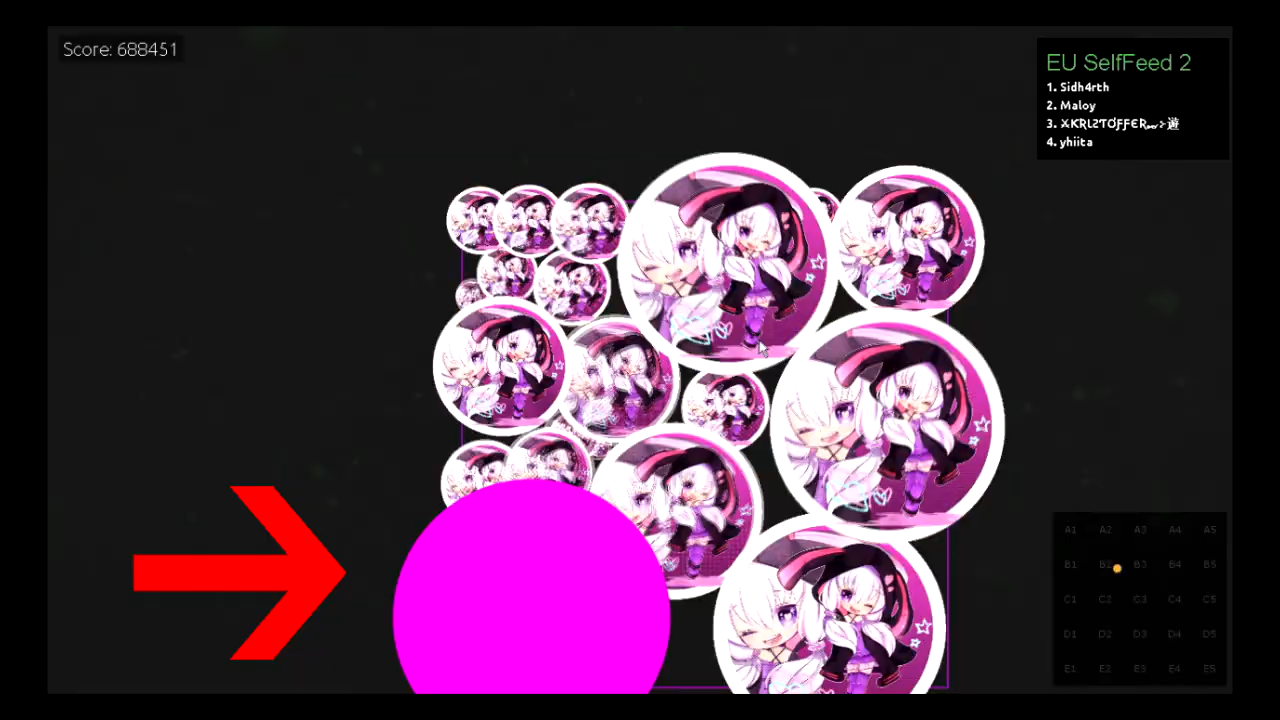 Score: 688451
EU SelfFeed 2
1. Sidh4rth
2. Maloy
4. yhiita
A1 A2 A3 A4 A5
B1 B3 B4 B5
C1 C2 C3 C4 C5
D1 D2 D3 D4 D5
E1 E2 E3 E4 E5